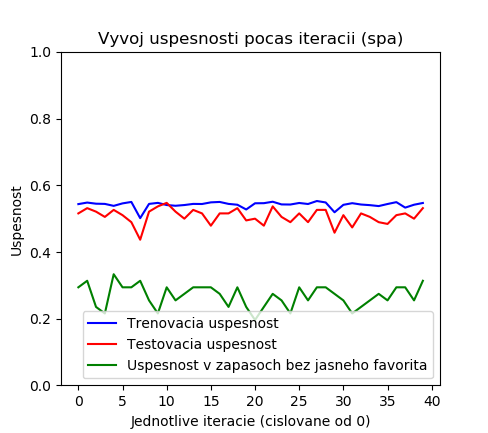 Vyvoj uspesnosti pocas iteracii (spa)
1.0
0.8
0.6
0.4
0.2
0.0
Uspesnost
Trenovacia uspesnost
Testovacia uspesnost
Uspesnost v zapasoch bez jasneho favorita
0 5 10 15 20 25 30 35 40
Jednotlive iteracie (cislovane od 0)